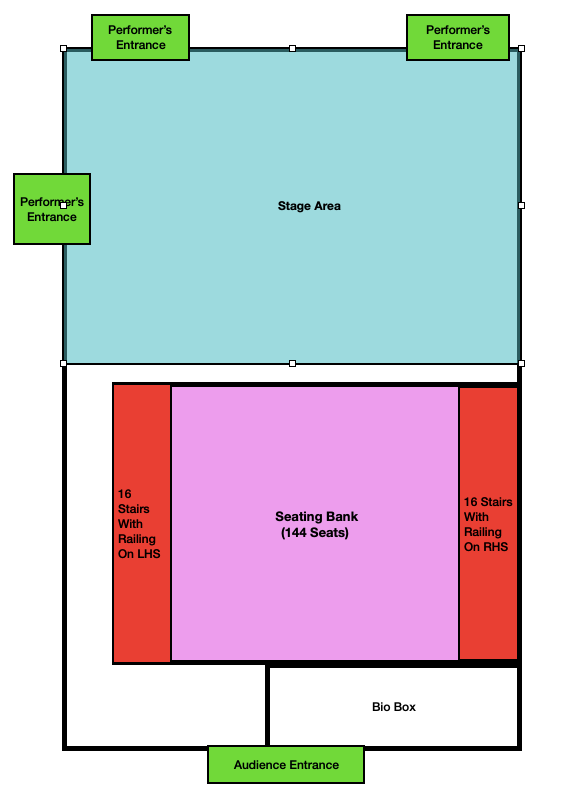 Performer's
Entrance
Performer's
Entrance
Performer's
Entrance
Stage Area
16
Stairs
With
Railing
On LHS
Seating Bank
(144 Seats)
16 Stairs
With
Railing
On RHS
Bio Box
Audience Entrance